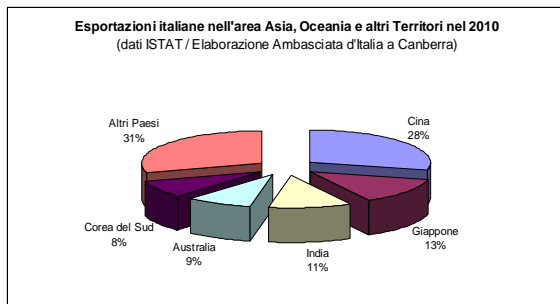 Esportazioni italiane nell'area Asia, Oceania e altri Territori nel 2010
(dati ISTAT / Elaborazione Ambasciata d'Italia a Canberra)
Altri Paesi
31%
Cina
28%
Corea del Sud
8%
Australia
9%
India
11%
Giappone
13%